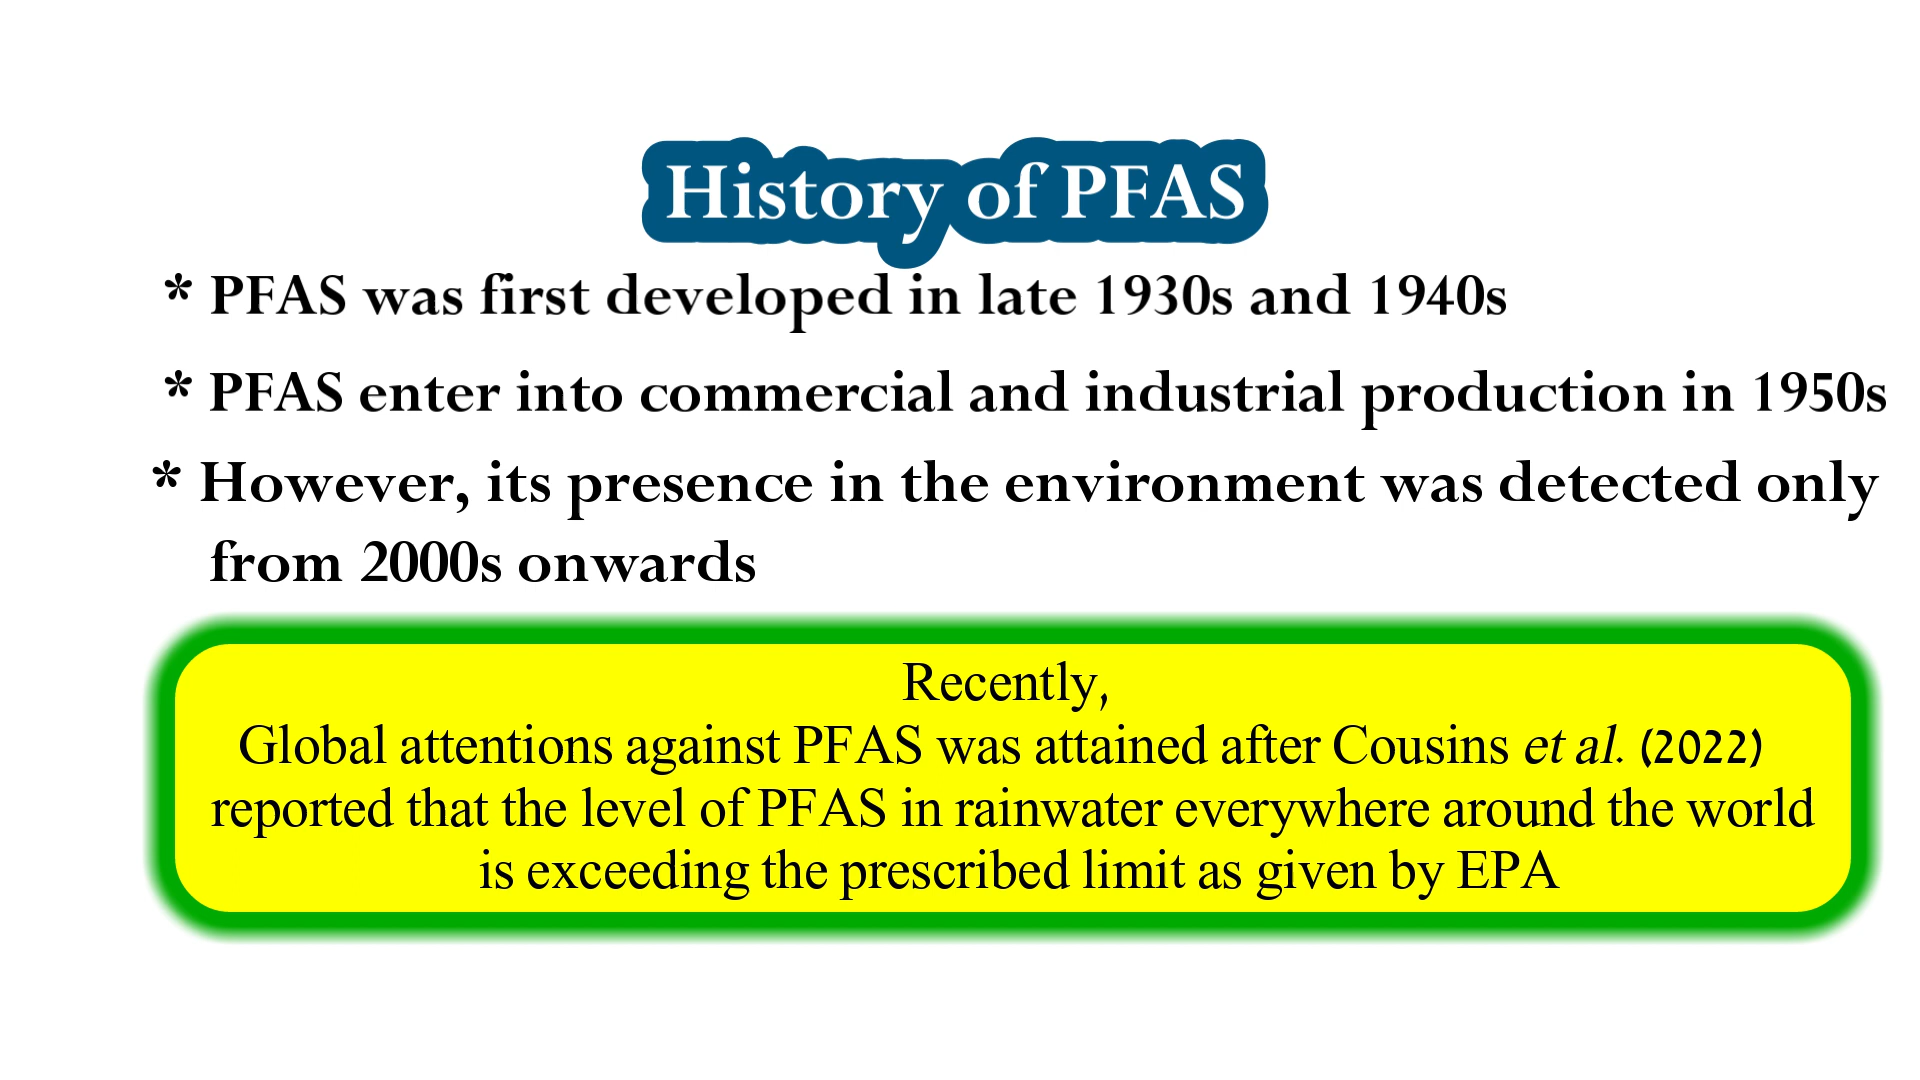 History of PFAS
* PFAS was first developed in late 1930s and 1940s
* PFAS enter into commercial and industrial production in 1950s
* However, its presence in the environment was detected only
from 2000s onwards
Recently,
Global attentions against PFAS was attained after Cousins et al. (2022)
reported that the level of PFAS in rainwater everywhere around the world
is exceeding the prescribed limit as given by EPA